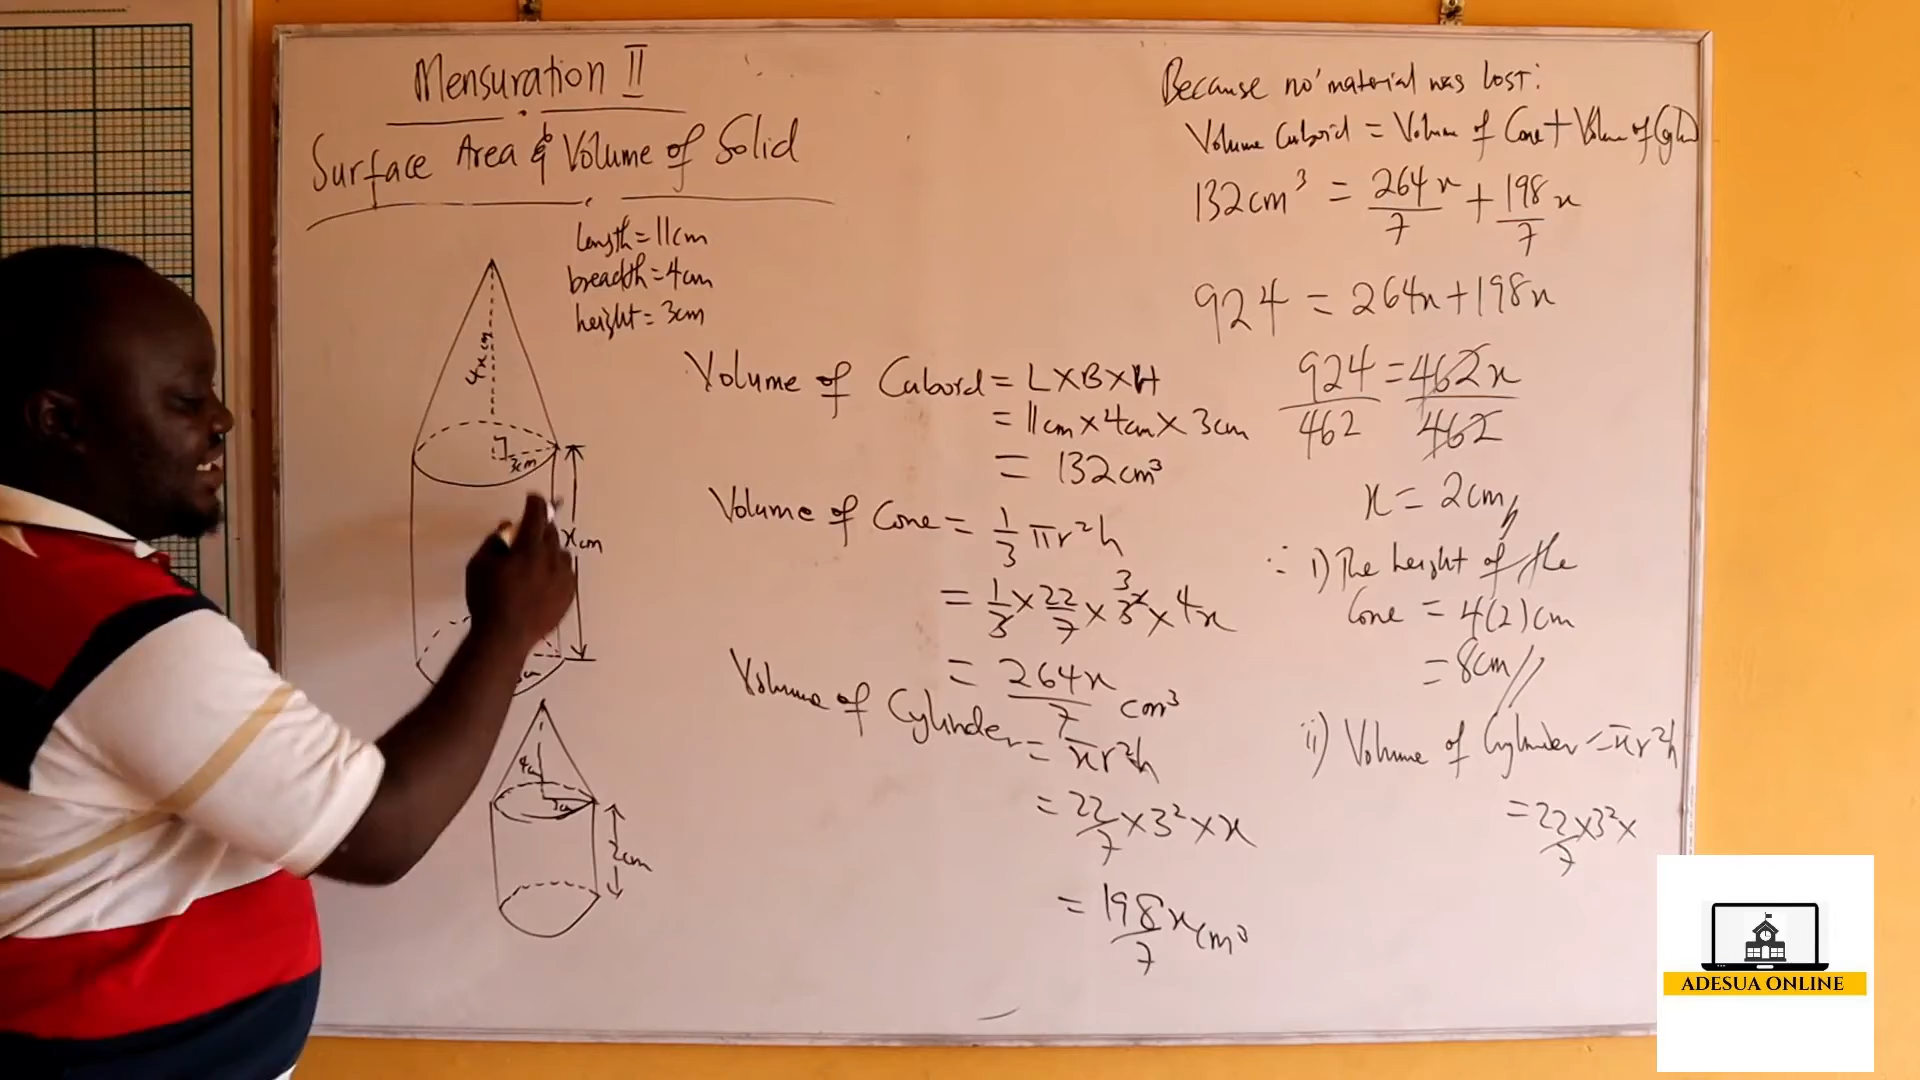 Mensuration II
Surface Area & Volume of Solid
length = 11cm
breadth = 4cm
height = 3cm
4x cm
3cm
x cm
4cm
3cm
2cm
Volume of Cuboid = L×B×H
= 11cm × 4cm × 3cm
= 132cm³
Volume of Cone = 1/3 πr²h
= 1/3 × 22/7 × 3² × 4x
3
= 264x/7 cm³
Volume of Cylinder = πr²h
= 22/7 × 3² × x
= 198x/7 cm³
Because no material was lost:
Volume Cuboid = Volume of Cone + Volume of
132cm³ = 264x/7 + 198x/7
924 = 264x + 198x
924/462 = 462x/462
x = 2cm
∴ i) The height of the
Cone = 4(2)cm
= 8cm
ii) Volume of Cylinder = πr²h
= 22/7 × 3² ×
ADESUA ONLINE